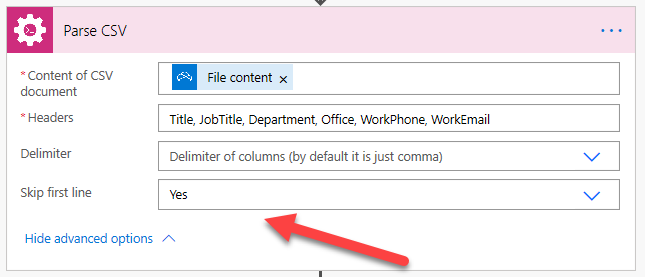 Parse CSV
* Content of CSV
document
File content ×
* Headers
Title, JobTitle, Department, Office, WorkPhone, WorkEmail
Delimiter
Delimiter of columns (by default it is just comma)
Skip first line
Yes
Hide advanced options